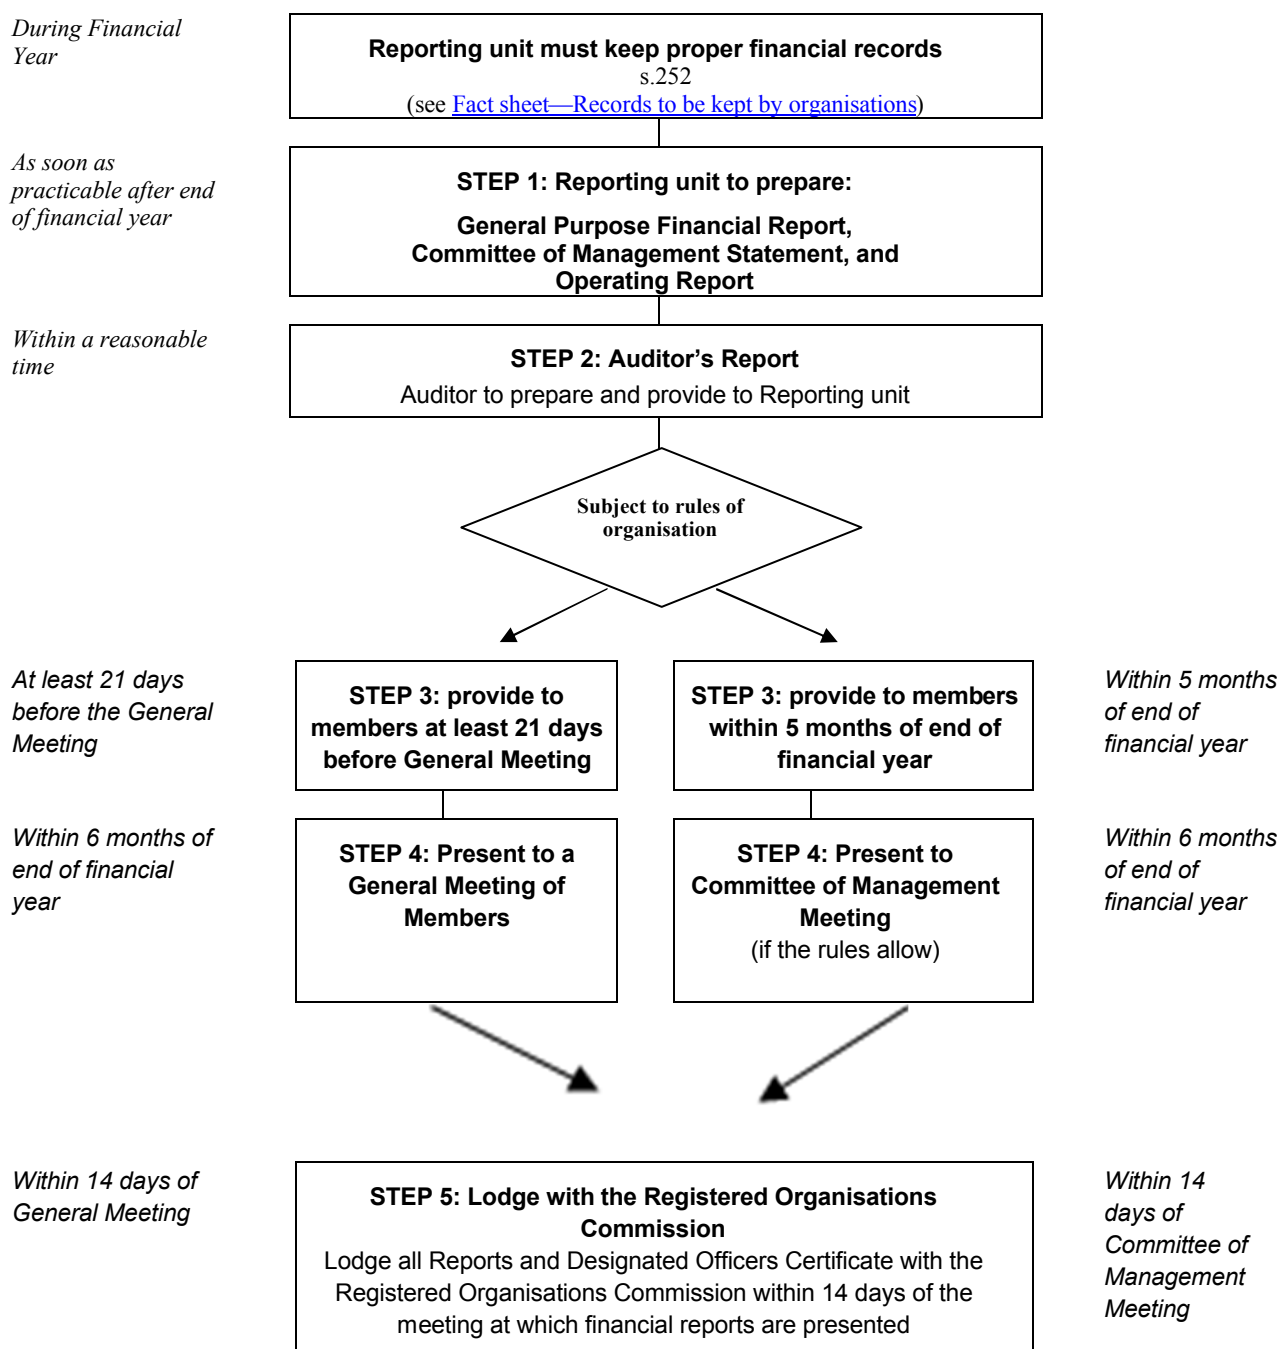 During Financial
Year
Reporting unit must keep proper financial records
s.252
(see Fact sheet—Records to be kept by organisations)
As soon as
practicable after end
of financial year
STEP 1: Reporting unit to prepare:
General Purpose Financial Report,
Committee of Management Statement, and
Operating Report
Within a reasonable
time
STEP 2: Auditor’s Report
Auditor to prepare and provide to Reporting unit
Subject to rules of
organisation
At least 21 days
before the General
Meeting
STEP 3: provide to
members at least 21 days
before General Meeting
STEP 3: provide to members
within 5 months of end of
financial year
Within 5 months
of end of
financial year
Within 6 months of
end of financial
year
STEP 4: Present to a
General Meeting of
Members
STEP 4: Present to
Committee of Management
Meeting
(if the rules allow)
Within 6 months
of end of
financial year
Within 14 days of
General Meeting
STEP 5: Lodge with the Registered Organisations
Commission
Lodge all Reports and Designated Officers Certificate with the
Registered Organisations Commission within 14 days of the
meeting at which financial reports are presented
Within 14
days of
Committee of
Management
Meeting